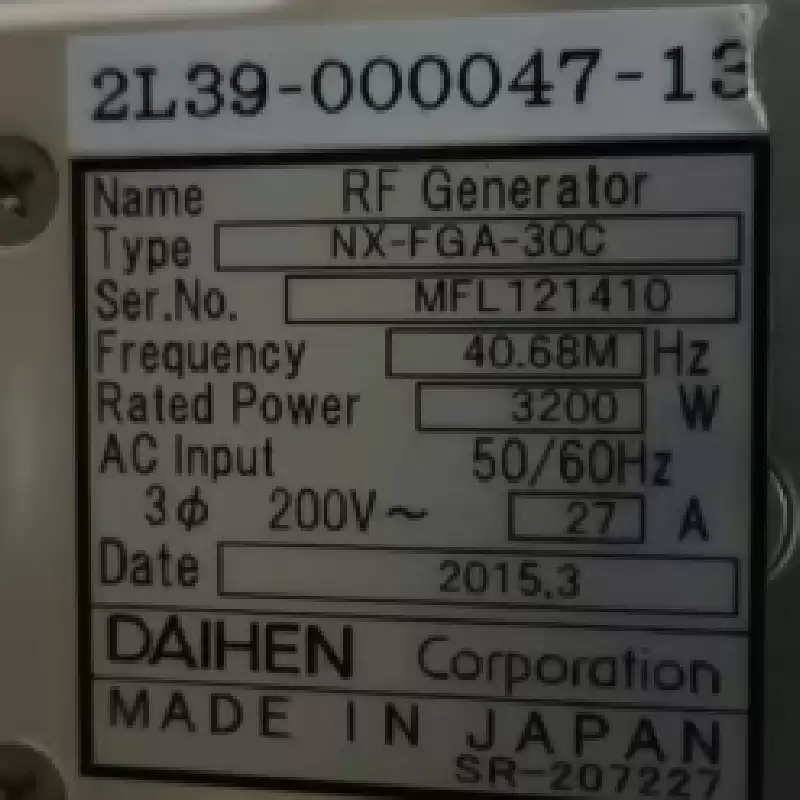 2L39-000047-13
Name RF Generator
Type NX-FGA-30C
Ser.No. MFL121410
Frequency 40.68M Hz
Rated Power 3200 W
AC Input 50/60Hz
3ϕ 200V~ 27 A
Date 2015.3
DAIHEN Corporation
MADE IN JAPAN
SR-207227